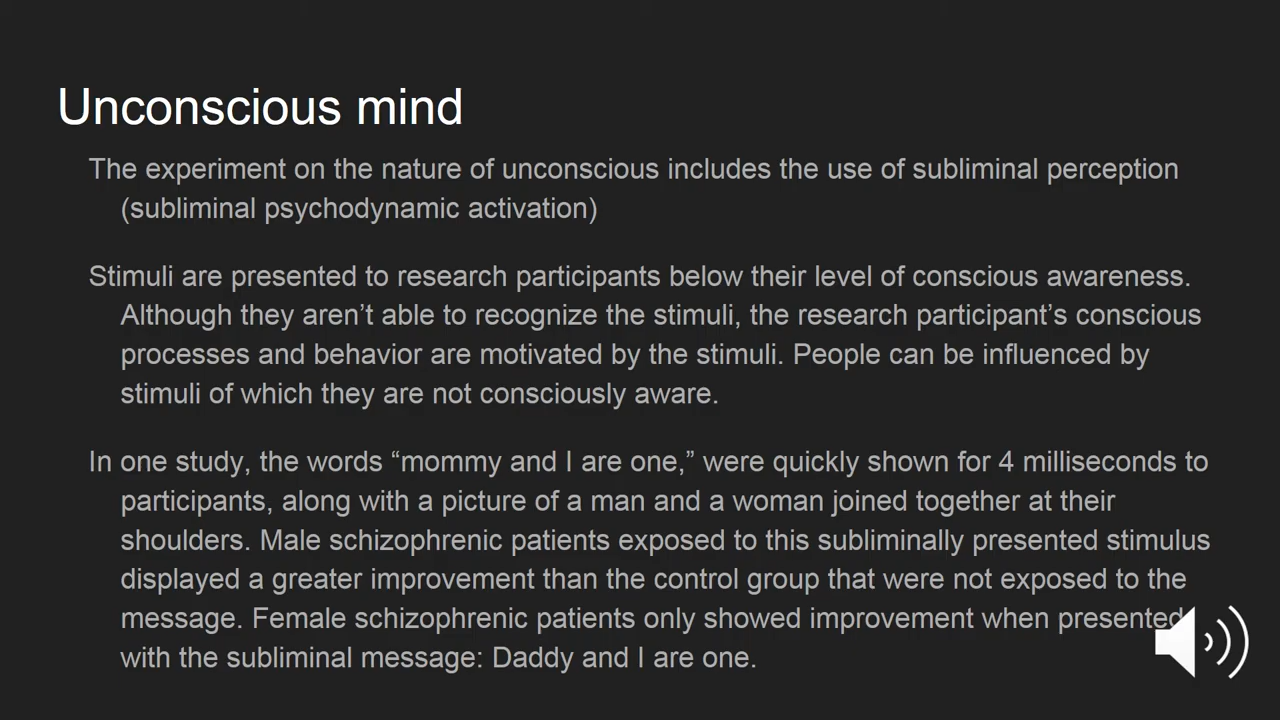 Unconscious mind
The experiment on the nature of unconscious includes the use of subliminal perception
(subliminal psychodynamic activation)
Stimuli are presented to research participants below their level of conscious awareness.
Although they aren’t able to recognize the stimuli, the research participant’s conscious
processes and behavior are motivated by the stimuli. People can be influenced by
stimuli of which they are not consciously aware.
In one study, the words “mommy and I are one,” were quickly shown for 4 milliseconds to
participants, along with a picture of a man and a woman joined together at their
shoulders. Male schizophrenic patients exposed to this subliminally presented stimulus
displayed a greater improvement than the control group that were not exposed to the
message. Female schizophrenic patients only showed improvement when presented
with the subliminal message: Daddy and I are one.